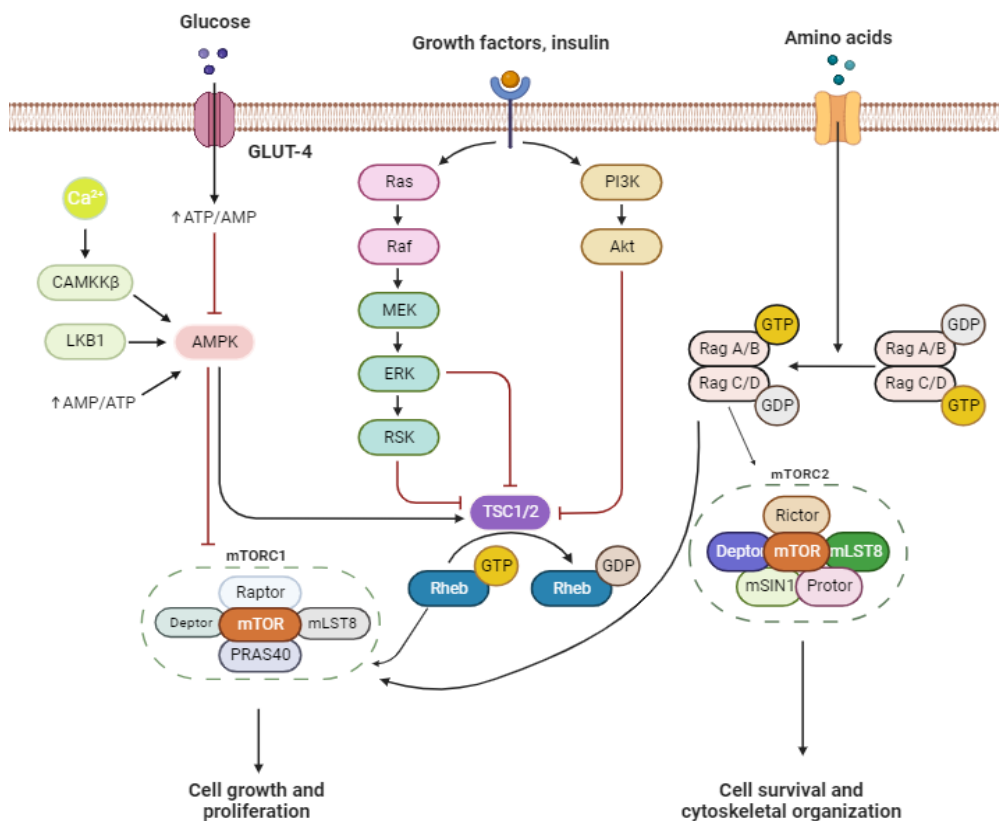 Glucose
Growth factors, insulin
Amino acids
GLUT-4
Ca²⁺
↑ATP/AMP
CAMKKβ
LKB1
AMPK
↑AMP/ATP
Ras
Raf
MEK
ERK
RSK
PI3K
Akt
TSC1/2
GTP
Rheb
GDP
Rheb
GTP
Rag A/B
Rag C/D
GDP
GDP
Rag A/B
Rag C/D
GTP
mTORC1
Raptor
Deptor
mTOR
mLST8
PRAS40
mTORC2
Rictor
Deptor
mTOR
mLST8
mSIN1
Protor
Cell growth and
proliferation
Cell survival and
cytoskeletal organization